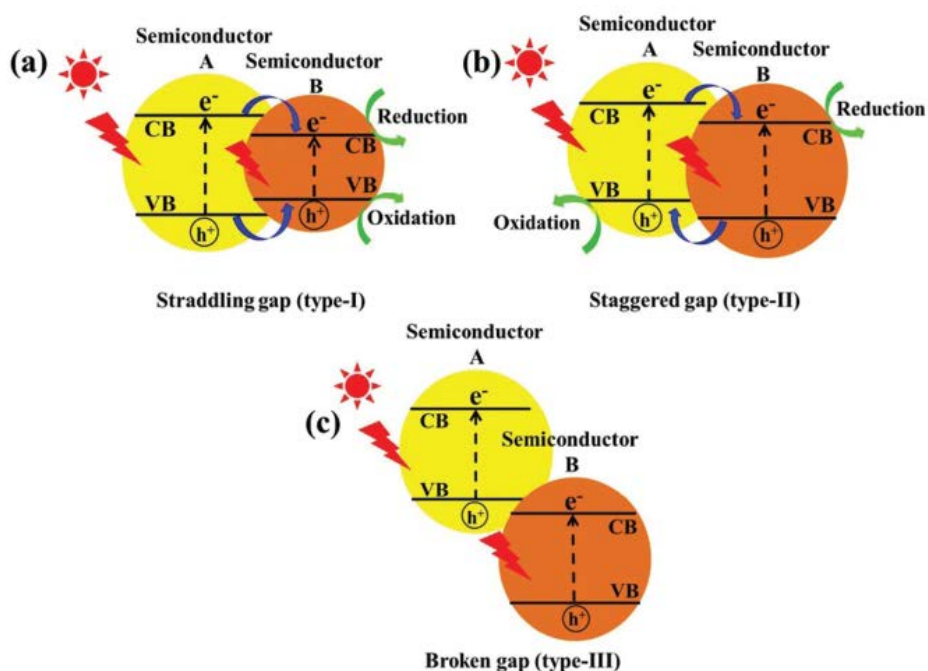 (a)
Semiconductor
A
Semiconductor
B
e-
CB
e-
CB
Reduction
VB
VB
h+
h+
Oxidation
Straddling gap (type-I)
(b)
Semiconductor
A
Semiconductor
B
e-
CB
e-
CB
Reduction
VB
VB
h+
h+
Oxidation
Staggered gap (type-II)
(c)
Semiconductor
A
e-
CB
Semiconductor
B
VB
e-
h+
CB
VB
h+
Broken gap (type-III)